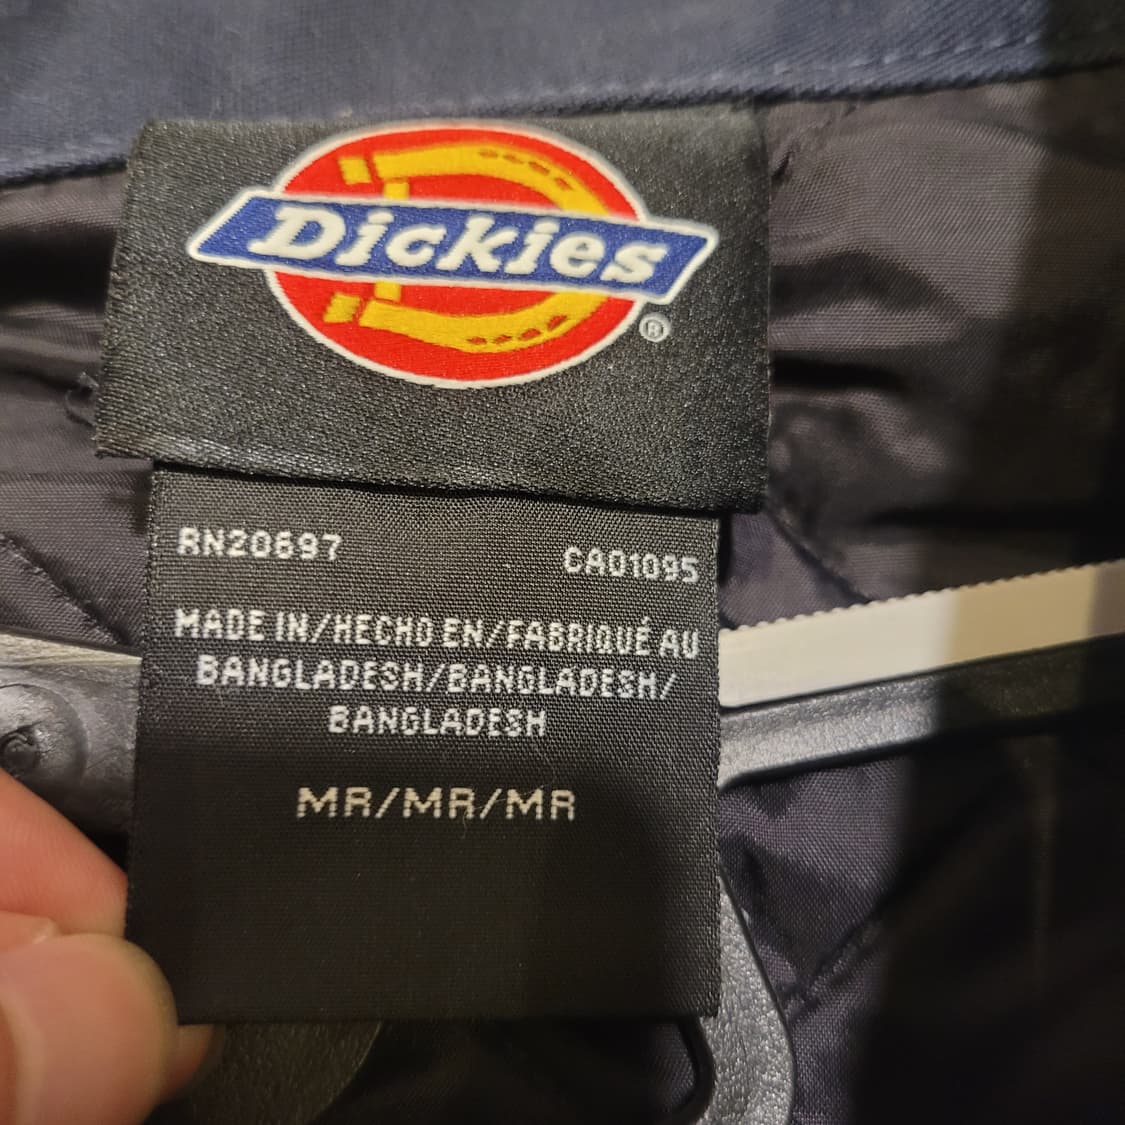 Dickies
®
RN20697 CA01095
MADE IN/HECHO EN/FABRIQUÉ AU
BANGLADESH/BANGLADESH/
BANGLADESH
MR/MR/MR